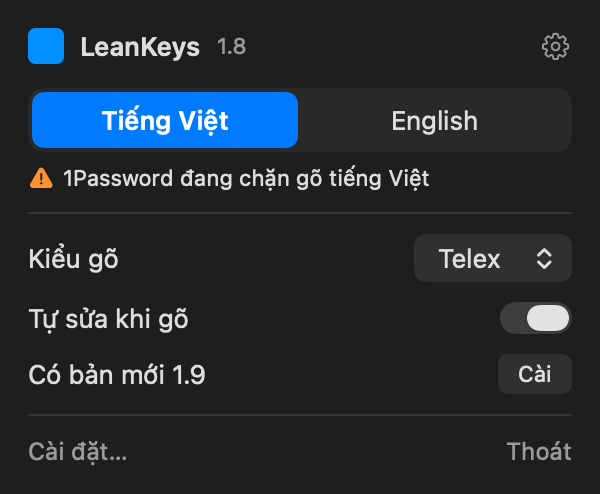 LeanKeys 1.8
Tiếng Việt English
1Password đang chặn gõ tiếng Việt
Kiểu gõ Telex
Tự sửa khi gõ
Có bản mới 1.9 Cài
Cài đặt... Thoát